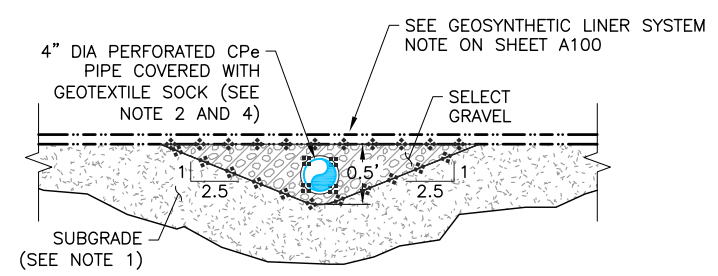 SEE GEOSYNTHETIC LINER SYSTEM
NOTE ON SHEET A100
4" DIA PERFORATED CPe
PIPE COVERED WITH
GEOTEXTILE SOCK (SEE
NOTE 2 AND 4)
SELECT
GRAVEL
1
2.5
0.5'
1
2.5
SUBGRADE
(SEE NOTE 1)